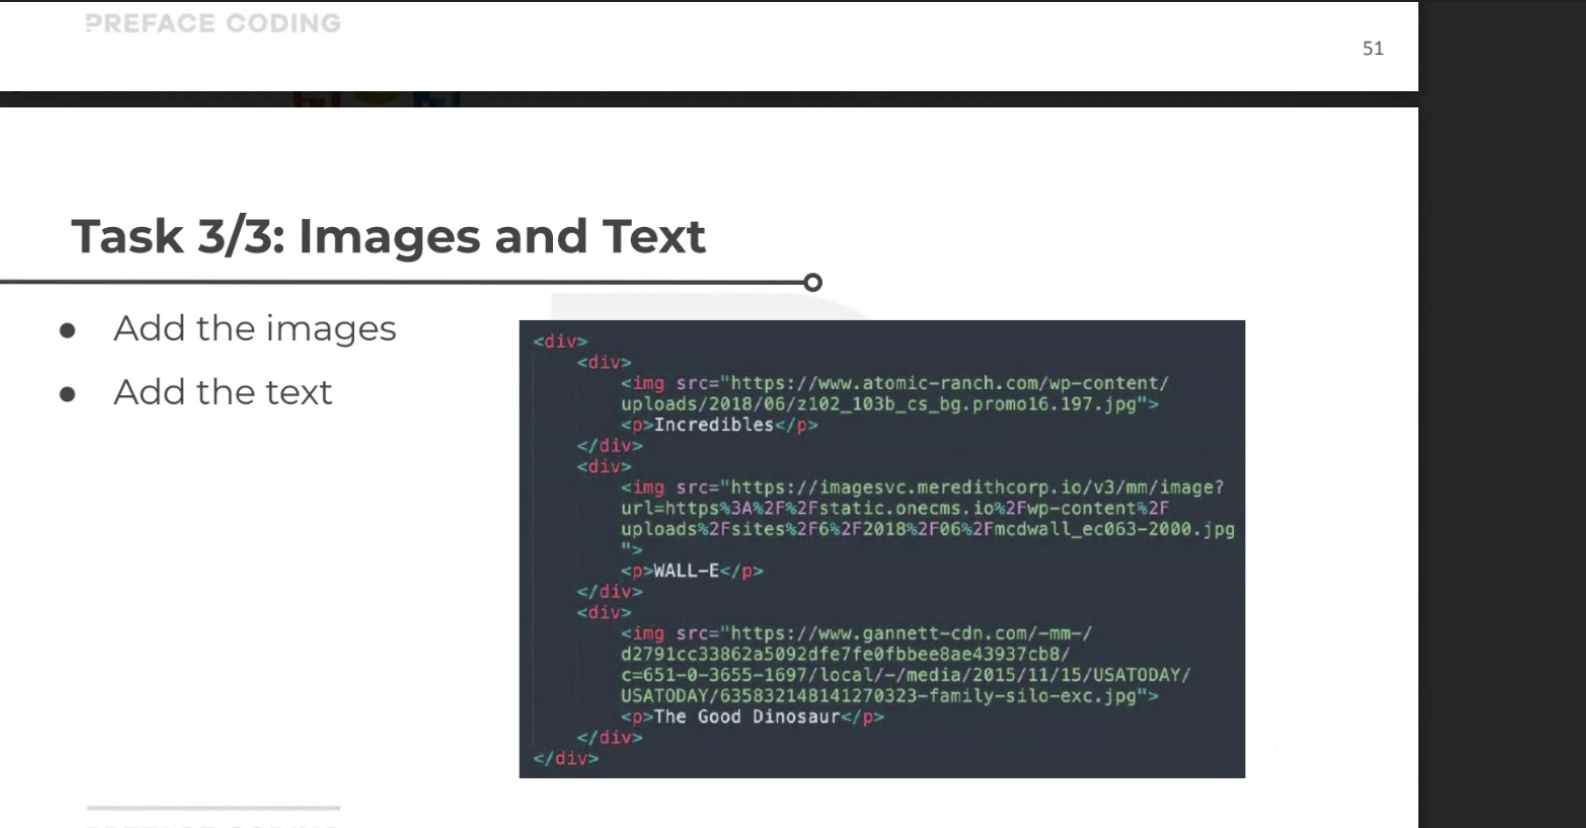 PREFACE CODING
51
Task 3/3: Images and Text
● Add the images
● Add the text
<div>
<div>
<img src="https://www.atomic-ranch.com/wp-content/
uploads/2018/06/z102_103b_cs_bg.promo16.197.jpg">
<p>Incredibles</p>
</div>
<div>
<img src="https://imagesvc.meredithcorp.io/v3/mm/image?
url=https%3A%2F%2Fstatic.onecms.io%2Fwp-content%2F
uploads%2Fsites%2F6%2F2018%2F06%2Fmcdwall_ec063-2000.jpg
">
<p>WALL-E</p>
</div>
<div>
<img src="https://www.gannett-cdn.com/-mm-/
d2791cc33862a5092dfe7fe0fbbee8ae43937cb8/
c=651-0-3655-1697/local/-/media/2015/11/15/USATODAY/
USATODAY/635832148141270323-family-silo-exc.jpg">
<p>The Good Dinosaur</p>
</div>
</div>